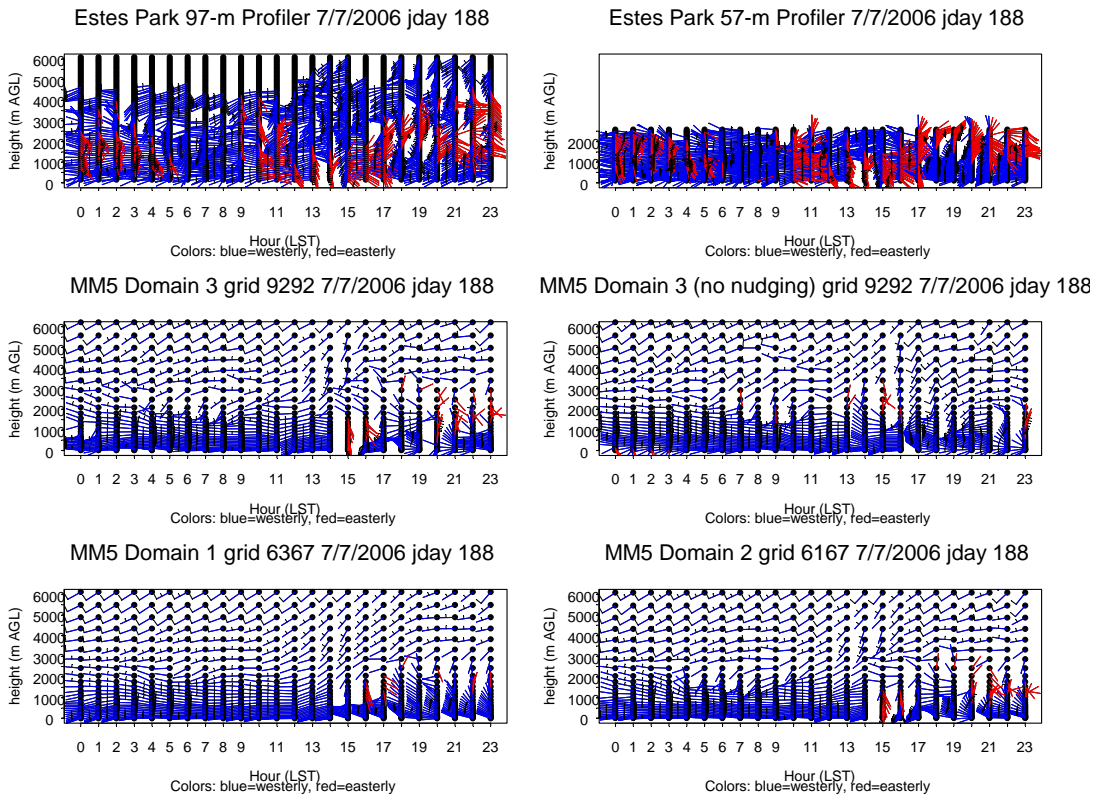 Estes Park 97-m Profiler 7/7/2006 jday 188
height (m AGL)
6000
5000
4000
3000
2000
1000
0
0 1 2 3 4 5 6 7 8 9 11 13 15 17 19 21 23
Hour (LST)
Colors: blue=westerly, red=easterly
Estes Park 57-m Profiler 7/7/2006 jday 188
height (m AGL)
2000
1000
0
0 1 2 3 4 5 6 7 8 9 11 13 15 17 19 21 23
Hour (LST)
Colors: blue=westerly, red=easterly
MM5 Domain 3 grid 9292 7/7/2006 jday 188
height (m AGL)
6000
5000
4000
3000
2000
1000
0
0 1 2 3 4 5 6 7 8 9 11 13 15 17 19 21 23
Hour (LST)
Colors: blue=westerly, red=easterly
MM5 Domain 3 (no nudging) grid 9292 7/7/2006 jday 188
height (m AGL)
6000
5000
4000
3000
2000
1000
0
0 1 2 3 4 5 6 7 8 9 11 13 15 17 19 21 23
Hour (LST)
Colors: blue=westerly, red=easterly
MM5 Domain 1 grid 6367 7/7/2006 jday 188
height (m AGL)
6000
5000
4000
3000
2000
1000
0
0 1 2 3 4 5 6 7 8 9 11 13 15 17 19 21 23
Hour (LST)
Colors: blue=westerly, red=easterly
MM5 Domain 2 grid 6167 7/7/2006 jday 188
height (m AGL)
6000
5000
4000
3000
2000
1000
0
0 1 2 3 4 5 6 7 8 9 11 13 15 17 19 21 23
Hour (LST)
Colors: blue=westerly, red=easterly